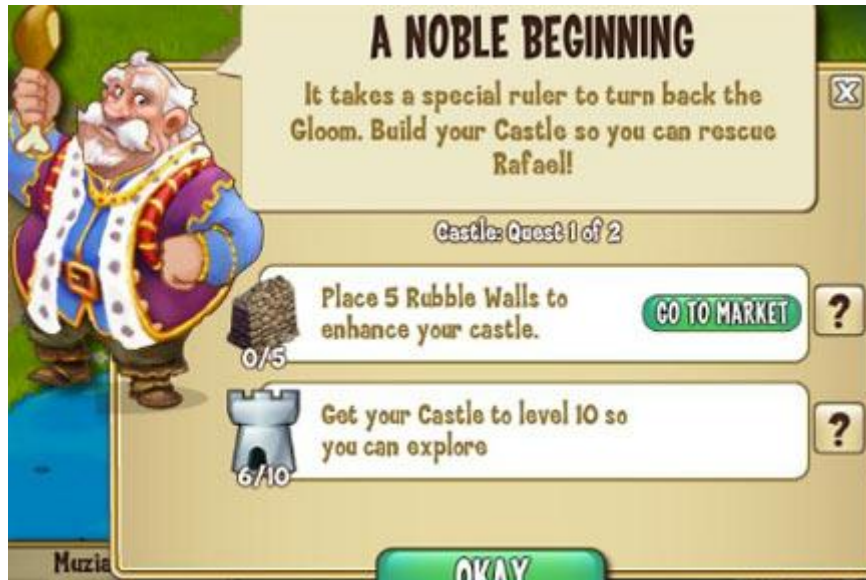 A NOBLE BEGINNING
It takes a special ruler to turn back the
Gloom. Build your Castle so you can rescue
Rafael!
Castle: Quest 1 of 2
Place 5 Rubble Walls to
enhance your castle.
GO TO MARKET
?
0/5
Get your Castle to level 10 so
you can explore
?
6/10
Muzia
OKAY